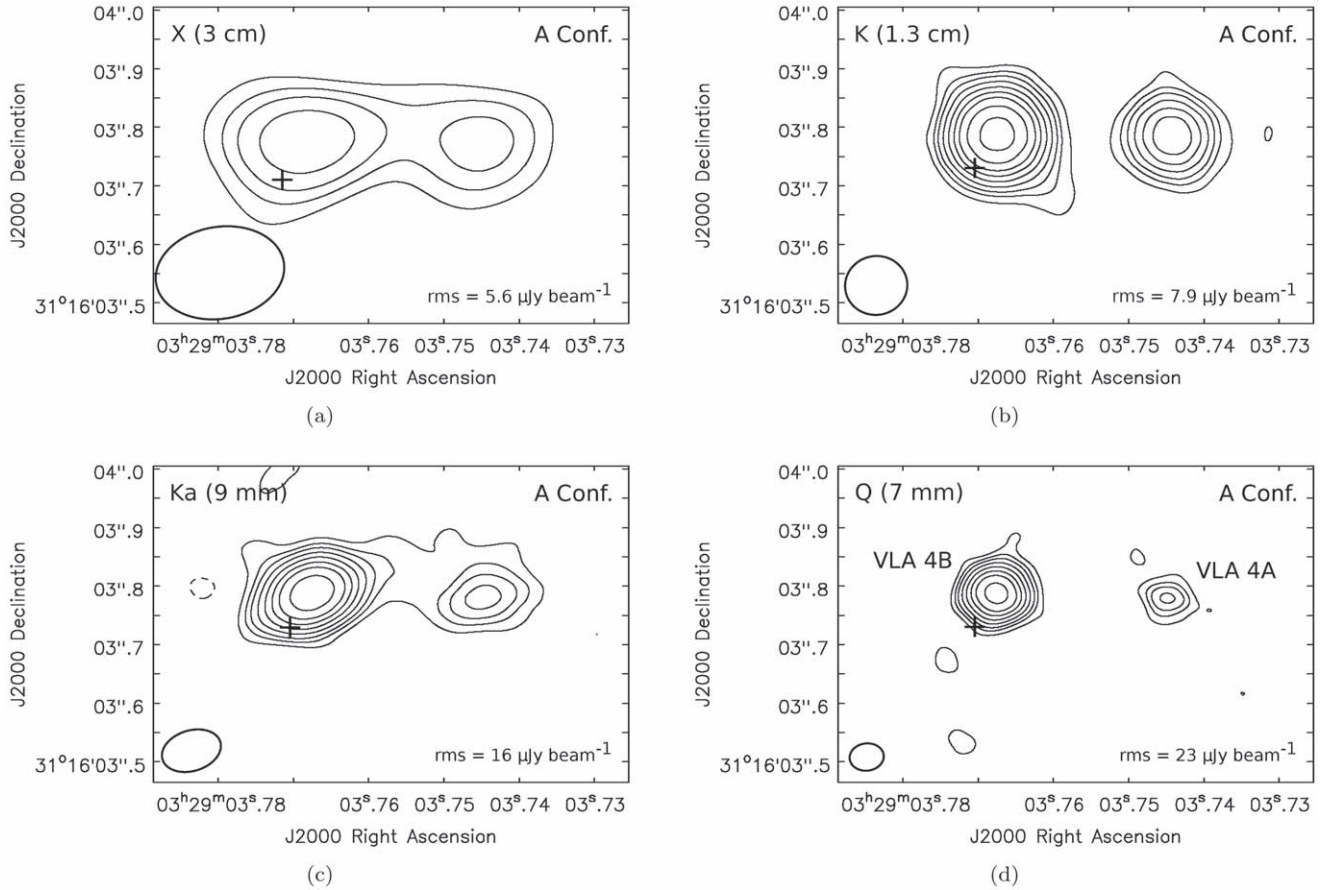 X (3 cm)
A Conf.
04".0
03".9
03".8
03".7
03".6
31°16'03".5
J2000 Declination
rms = 5.6 μJy beam⁻¹
03ʰ29ᵐ03ˢ.78 03ˢ.76 03ˢ.75 03ˢ.74 03ˢ.73
J2000 Right Ascension
(a)
K (1.3 cm)
A Conf.
04".0
03".9
03".8
03".7
03".6
31°16'03".5
J2000 Declination
rms = 7.9 μJy beam⁻¹
03ʰ29ᵐ03ˢ.78 03ˢ.76 03ˢ.75 03ˢ.74 03ˢ.73
J2000 Right Ascension
(b)
Ka (9 mm)
A Conf.
04".0
03".9
03".8
03".7
03".6
31°16'03".5
J2000 Declination
rms = 16 μJy beam⁻¹
03ʰ29ᵐ03ˢ.78 03ˢ.76 03ˢ.75 03ˢ.74 03ˢ.73
J2000 Right Ascension
(c)
Q (7 mm)
A Conf.
VLA 4B
VLA 4A
04".0
03".9
03".8
03".7
03".6
31°16'03".5
J2000 Declination
rms = 23 μJy beam⁻¹
03ʰ29ᵐ03ˢ.78 03ˢ.76 03ˢ.75 03ˢ.74 03ˢ.73
J2000 Right Ascension
(d)